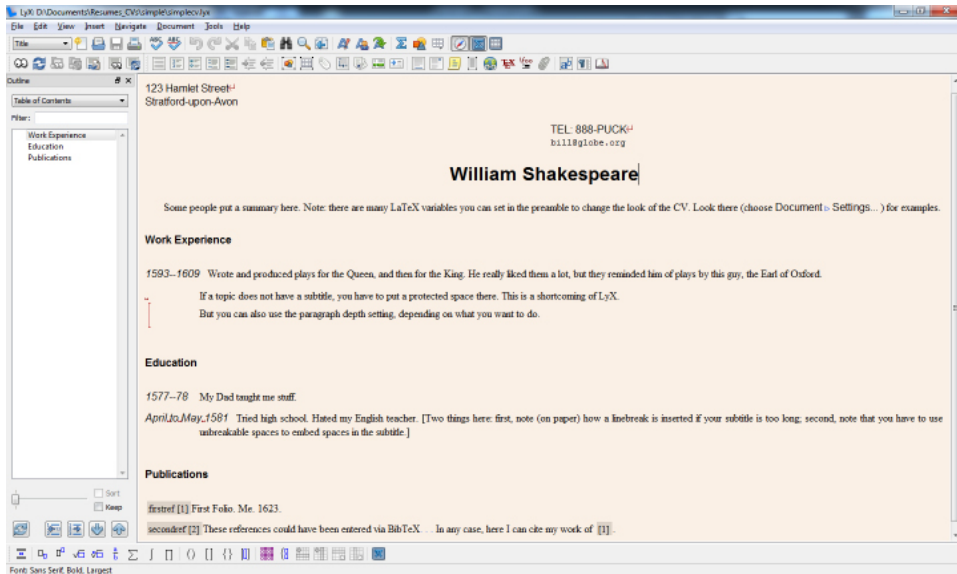 LyX: D:\Documents\Resumes_CVs\simple\simplecv.lyx
File Edit View Insert Navigate Document Tools Help
Title
Outline
Table of Contents
Filter:
Work Experience
Education
Publications
Sort
Keep
123 Hamlet Street
Stratford-upon-Avon
TEL: 888-PUCK
bill@globe.org
William Shakespeare
Some people put a summary here. Note: there are many LaTeX variables you can set in the preamble to change the look of the CV. Look there (choose Document ▹ Settings... ) for examples.
Work Experience
1593--1609 Wrote and produced plays for the Queen, and then for the King. He really liked them a lot, but they reminded him of plays by this guy, the Earl of Oxford.
If a topic does not have a subtitle, you have to put a protected space there. This is a shortcoming of LyX.
But you can also use the paragraph depth setting, depending on what you want to do.
Education
1577--78 My Dad taught me stuff.
April to May 1581 Tried high school. Hated my English teacher. [Two things here: first, note (on paper) how a linebreak is inserted if your subtitle is too long; second, note that you have to use
unbreakable spaces to embed spaces in the subtitle.]
Publications
firstref [1] First Folio. Me. 1623.
secondref [2] These references could have been entered via BibTeX. . . In any case, here I can cite my work of [1] .
Font: Sans Serif, Bold, Largest